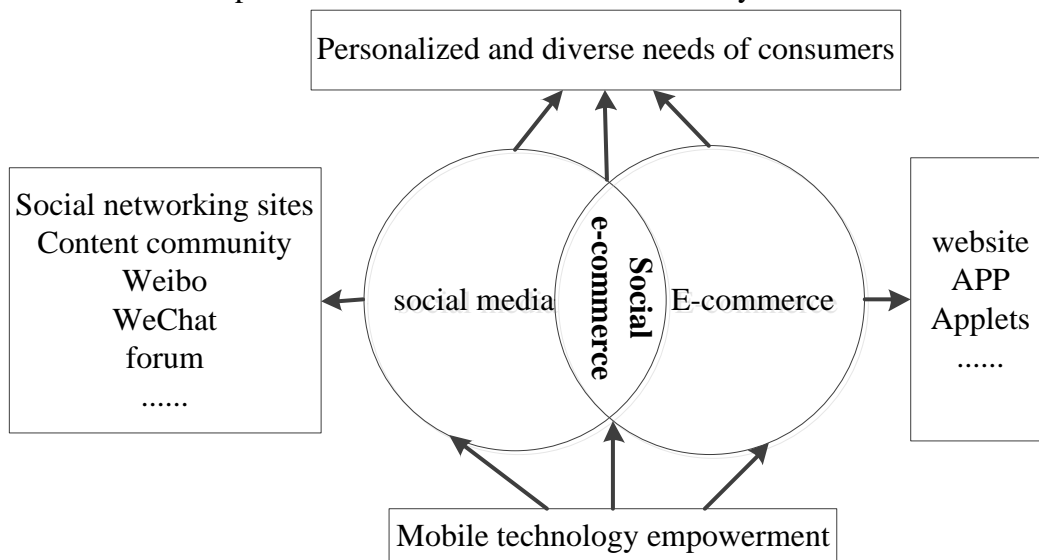 Personalized and diverse needs of consumers
Social networking sites
Content community
Weibo
WeChat
forum
......
social media
Social
e-commerce
E-commerce
website
APP
Applets
......
Mobile technology empowerment